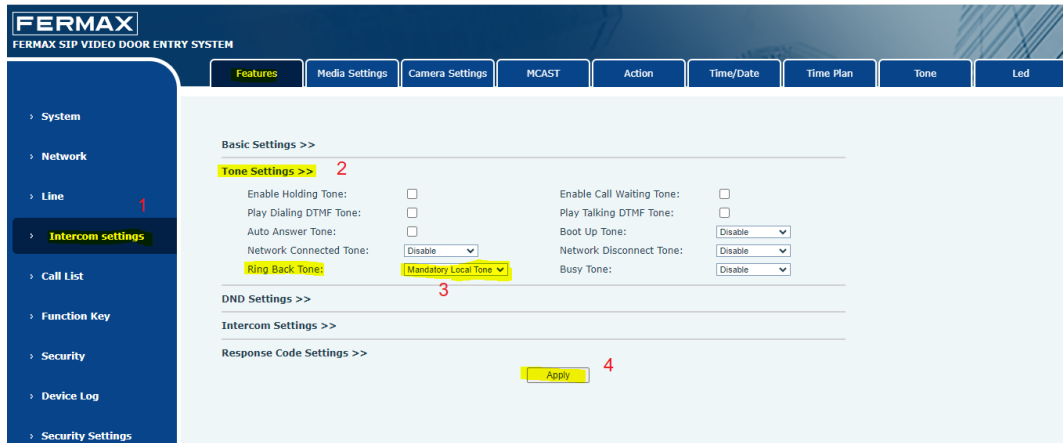 FERMAX
FERMAX SIP VIDEO DOOR ENTRY SYSTEM
Features Media Settings Camera Settings MCAST Action Time/Date Time Plan Tone Led
› System
› Network
› Line
1
› Intercom settings
› Call List
› Function Key
› Security
› Device Log
› Security Settings
Basic Settings >>
Tone Settings >> 2
Enable Holding Tone: Enable Call Waiting Tone:
Play Dialing DTMF Tone: Play Talking DTMF Tone:
Auto Answer Tone: Boot Up Tone: Disable
Network Connected Tone: Disable Network Disconnect Tone: Disable
Ring Back Tone: Mandatory Local Tone Busy Tone: Disable
3
DND Settings >>
Intercom Settings >>
Response Code Settings >>
Apply 4